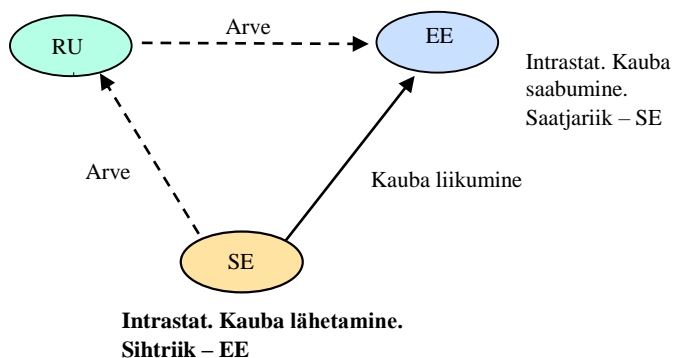 Arve
RU
EE
Intrastat. Kauba
saabumine.
Saatjariik – SE
Arve
Kauba liikumine
SE
Intrastat. Kauba lähetamine.
Sihtriik – EE